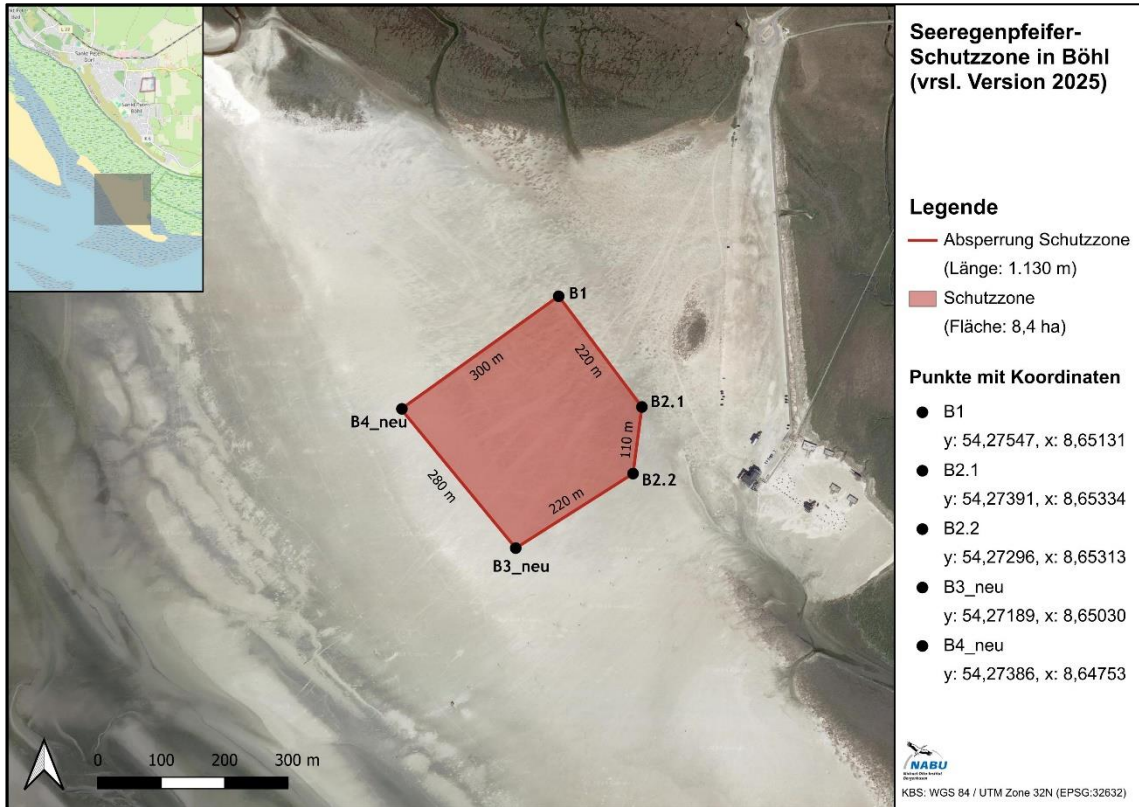 Seeregenpfeifer-
Schutzzone in Böhl
(vrsl. Version 2025)
Legende
Absperrung Schutzzone
(Länge: 1.130 m)
Schutzzone
(Fläche: 8,4 ha)
Punkte mit Koordinaten
B1
y: 54,27547, x: 8,65131
B2.1
y: 54,27391, x: 8,65334
B2.2
y: 54,27296, x: 8,65313
B3_neu
y: 54,27189, x: 8,65030
B4_neu
y: 54,27386, x: 8,64753
NABU
KBS: WGS 84 / UTM Zone 32N (EPSG:32632)
B1
300 m
220 m
B2.1
B4_neu
110 m
B2.2
280 m
220 m
B3_neu
0 100 200 300 m